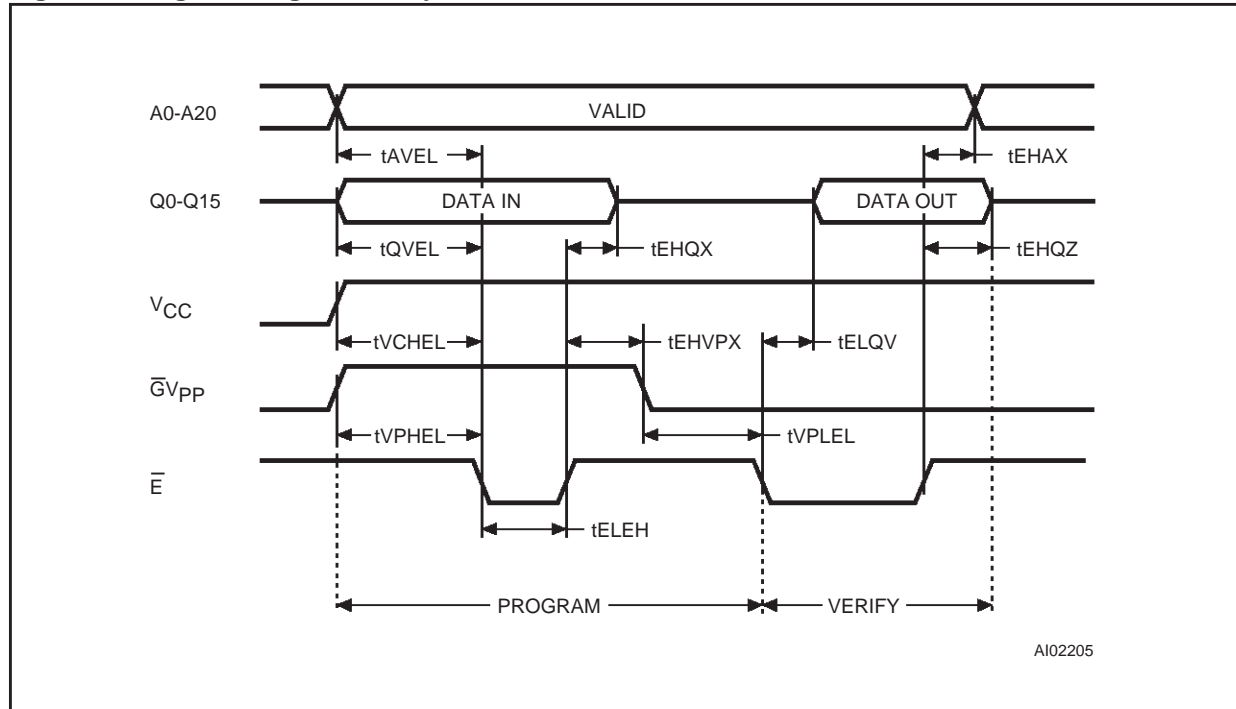 A0-A20
VALID
tAVEL
tEHAX
Q0-Q15
DATA IN
DATA OUT
tQVEL
tEHQX
tEHQZ
VCC
tVCHEL
tEHVPX
tELQV
G̅VPP
tVPHEL
tVPLEL
E̅
tELEH
PROGRAM
VERIFY
AI02205